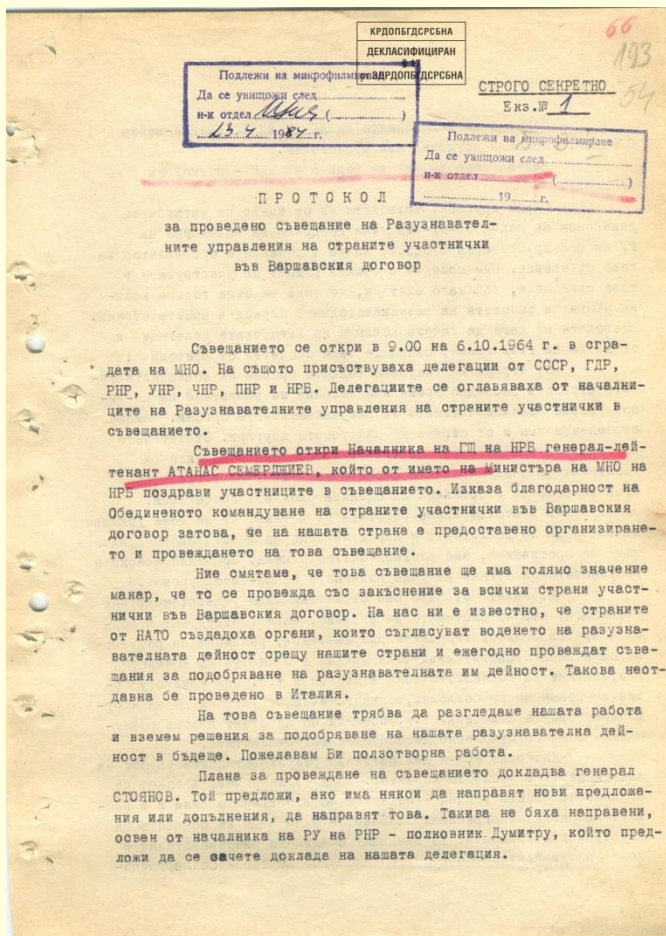 КРДОПБГДСРСБНА
ДЕКЛАСИФИЦИРАН
66
193
54
Подлежи на микрофилмиране
от ЗДРДОПБГДСРСБНА
Да се унищожи след
н-к отдел (............)
23.4 1984 г.
СТРОГО СЕКРЕТНО
Екз.№ 1
Подлежи на микрофилмиране
Да се унищожи след
н-к отдел (............)
19 г.
ПРОТОКОЛ
за проведено съвещание на Разузнавател-
ните управления на страните участнички
във Варшавския договор
Съвещанието се откри в 9.00 на 6.10.1964 г. в сгра-
дата на МНО. На същото присъствуваха делегации от СССР, ГДР,
РНР, УНР, ЧНР, ПНР и НРБ. Делегациите се оглавяваха от началници-
ците на Разузнавателните управления на страните участнички в
съвещанието.
Съвещанието откри Началника на ГЩ на НРБ генерал-лей-
тенант АТАНАС СЕМЕРДЖИЕВ, който от името на Министъра на МНО на
НРБ поздрави участниците в съвещанието. Изказа благодарност на
Обединеното командуване на страните участнички във Варшавския
договор затова, че на нашата страна е предоставено организиране-
то и провеждането на това съвещание.
Ние смятаме, че това съвещание ще има голямо значение
макар, че то се провежда със закъснение за всички страни участ-
нички във Варшавския договор. На нас ни е известно, че страните
от НАТО създадоха органи, които съгласуват воденето на разузна-
вателната дейност срещу нашите страни и ежегодно провеждат съве-
щания за подобряване на разузнавателната им дейност. Такова неот-
давна бе проведено в Италия.
На това съвещание трябва да разгледаме нашата работа
и вземем решения за подобряване на нашата разузнавателна дей-
ност в бъдеще. Пожелавам Ви ползотворна работа.
Плана за провеждане на съвещанието докладва генерал
СТОЯНОВ. Той предложи, ако има някои да направят нови предложе-
ния или допълнения, да направят това. Такива не бяха направени,
освен от началника на РУ на РНР - полковник Думитру, който пред-
ложи да се зачете доклада на нашата делегация.